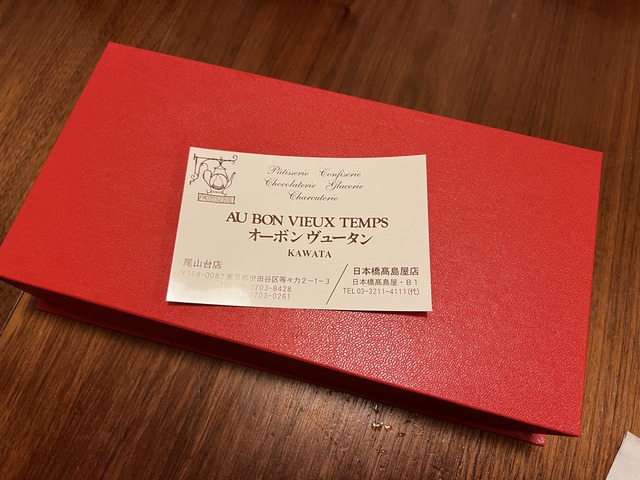 PATISSERIE
Pâtisserie Confiserie
Chocolaterie Glacerie
Charcuterie
AU BON VIEUX TEMPS
オーボンヴュータン
KAWATA
尾山台店
〒158-0082 東京都世田谷区等々力2-1-3
3703-8428
3703-0261
日本橋髙島屋店
日本橋髙島屋・B1
TEL 03-3211-4111(代)